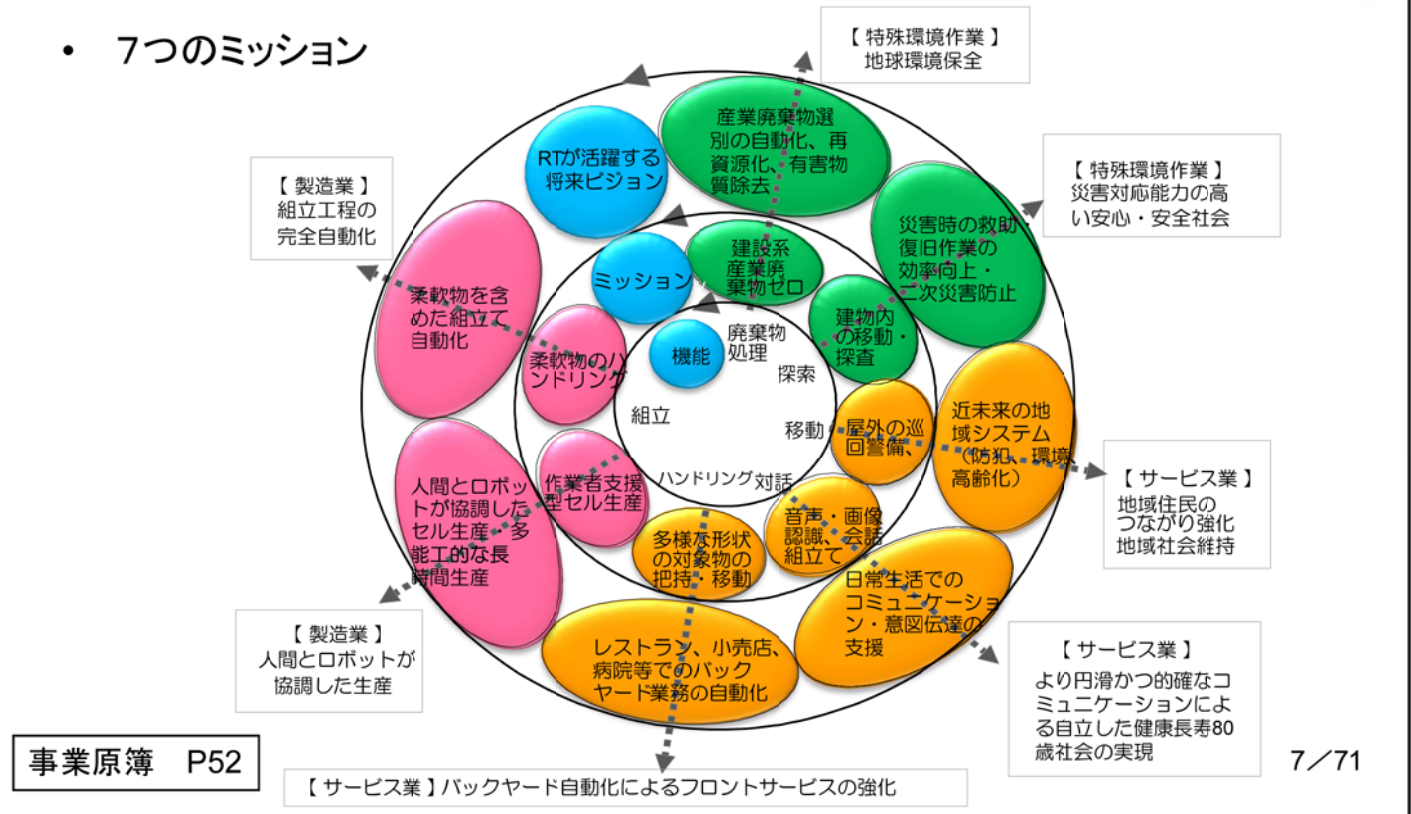 • 7つのミッション
【 特殊環境作業 】
地球環境保全
【 特殊環境作業 】
災害対応能力の高
い安心・安全社会
【 製造業 】
組立工程の
完全自動化
RTが活躍する
将来ビジョン
産業廃棄物選
別の自動化、再
資源化、有害物
質除去
災害時の救助・
復旧作業の
効率向上・
二次災害防止
ミッション
建設系
産業廃
棄物ゼロ
建物内
の移動・
探査
柔軟物を含
めた組立て
自動化
柔軟物のハ
ンドリング
機能
廃棄物
処理
探索
組立
移動
ハンドリング
対話
屋外の巡
回警備、
近未来の地
域システム
（防犯、環境、
高齢化）
【 サービス業 】
地域住民の
つながり強化
地域社会維持
人間とロボッ
トが協調した
セル生産・多
能工的な長
時間生産
作業者支援
型セル生産
多様な形状
の対象物の
把持・移動
音声・画像
認識、会話
組立て
日常生活での
コミュニケーショ
ン・意図伝達の
支援
レストラン、小売店、
病院等でのバック
ヤード業務の自動化
【 製造業 】
人間とロボットが
協調した生産
【 サービス業 】
より円滑かつ的確なコ
ミュニケーションによ
る自立した健康長寿80
歳社会の実現
【 サービス業 】バックヤード自動化によるフロントサービスの強化
事業原簿 P52
7／71